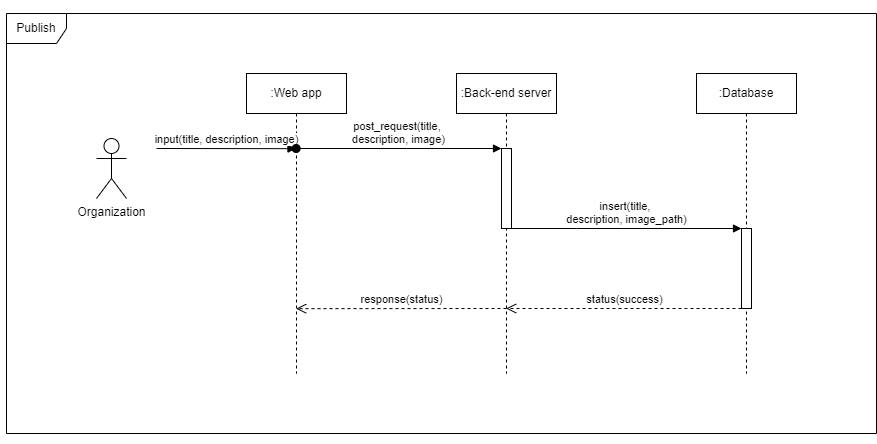 Publish
:Web app
:Back-end server
:Database
post_request(title,
description, image)
input(title, description, image)
Organization
insert(title,
description, image_path)
response(status)
status(success)